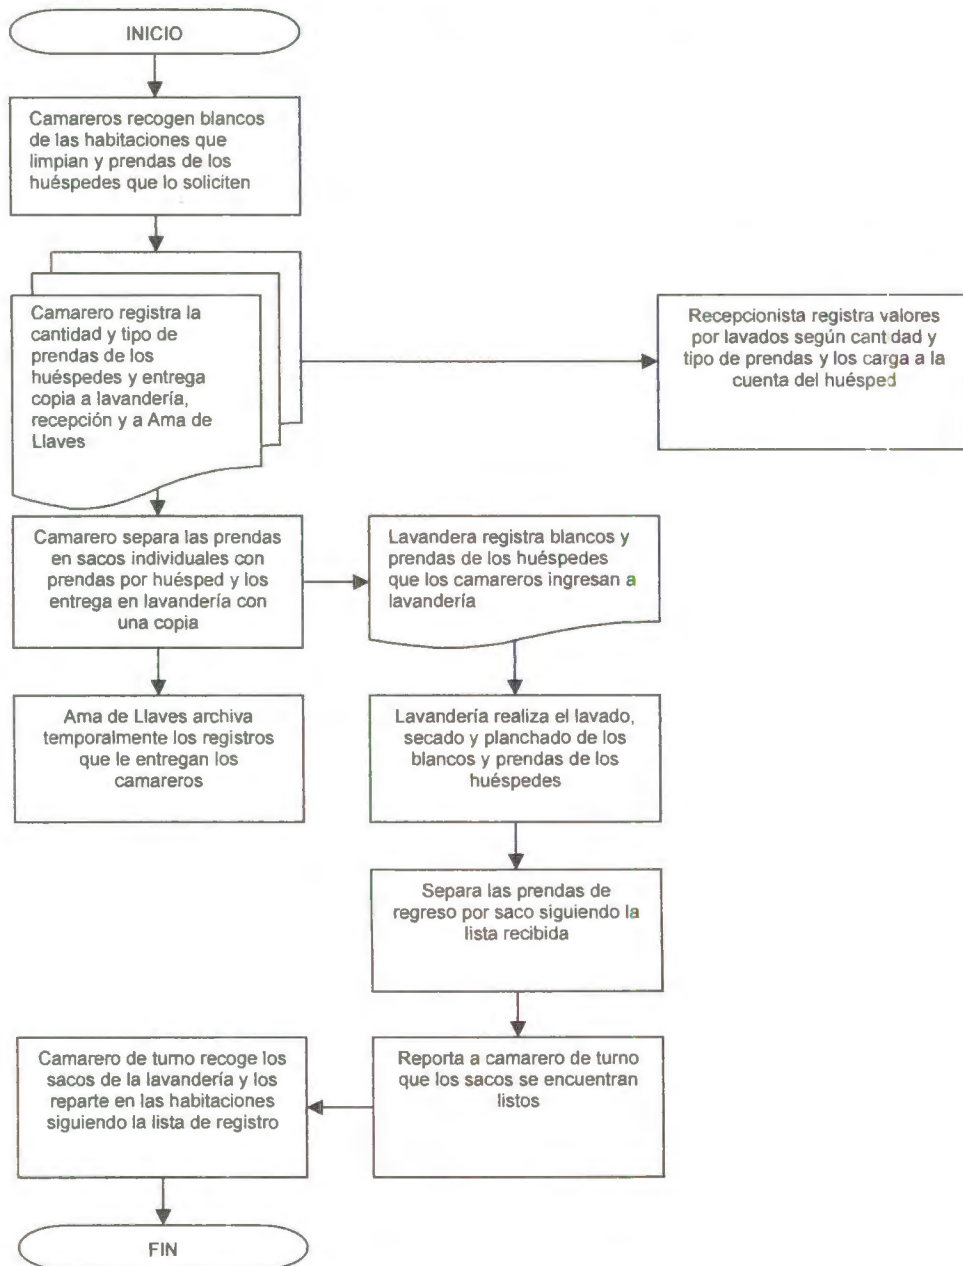 INICIO
Camareros recogen blancos
de las habitaciones que
limpian y prendas de los
huéspedes que lo soliciten
Camarero registra la
cantidad y tipo de
prendas de los
huéspedes y entrega
copia a lavandería,
recepción y a Ama de
Llaves
Recepcionista registra valores
por lavados según cantidad y
tipo de prendas y los carga a la
cuenta del huésped
Camarero separa las prendas
en sacos individuales con
prendas por huésped y los
entrega en lavandería con
una copia
Lavandera registra blancos y
prendas de los huéspedes
que los camareros ingresan a
lavandería
Ama de Llaves archiva
temporalmente los registros
que le entregan los
camareros
Lavandería realiza el lavado,
secado y planchado de los
blancos y prendas de los
huéspedes
Separa las prendas de
regreso por saco siguiendo la
lista recibida
Camarero de turno recoge los
sacos de la lavandería y los
reparte en las habitaciones
siguiendo la lista de registro
Reporta a camarero de turno
que los sacos se encuentran
listos
FIN